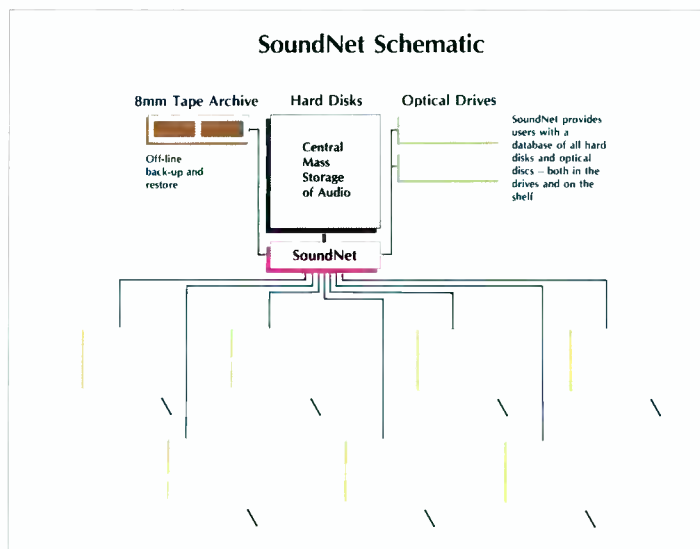 SoundNet Schematic
8mm Tape Archive
Off-line
back-up and
restore
Hard Disks
Central
Mass
Storage
of Audio
Optical Drives
SoundNet provides
users with a
database of all hard
disks and optical
discs – both in the
drives and on the
shelf
SoundNet